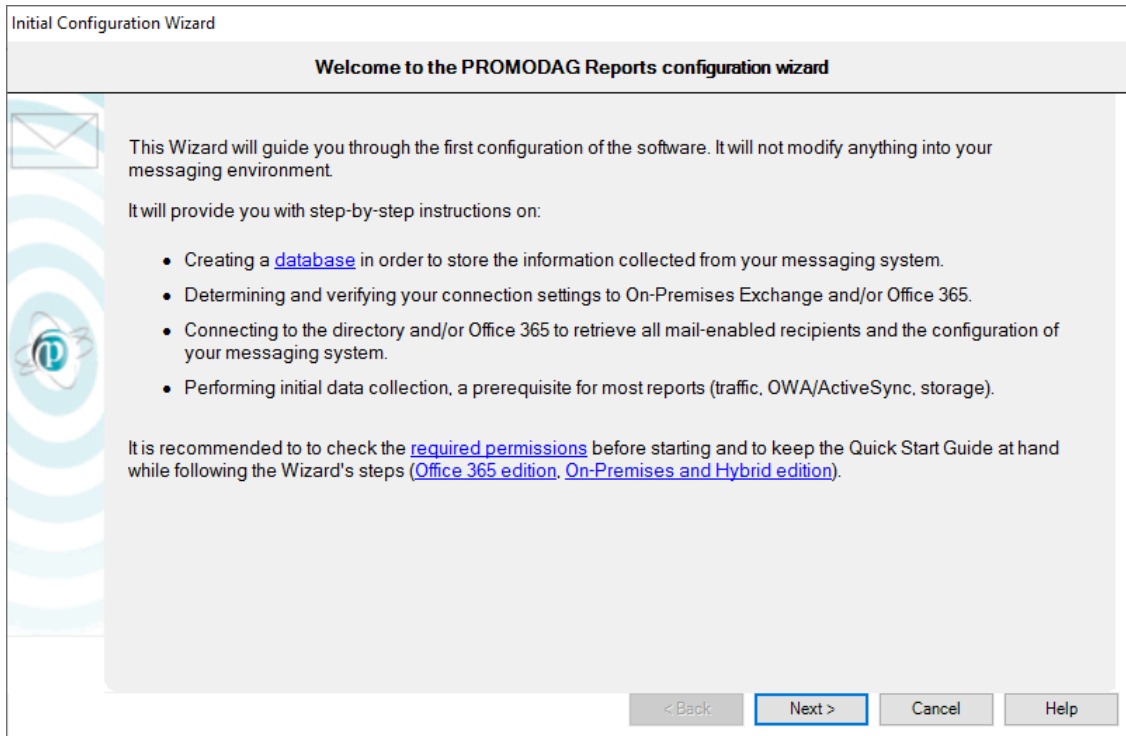 Initial Configuration Wizard
Welcome to the PROMODAG Reports configuration wizard
This Wizard will guide you through the first configuration of the software. It will not modify anything into your
messaging environment.
It will provide you with step-by-step instructions on:
• Creating a database in order to store the information collected from your messaging system.
• Determining and verifying your connection settings to On-Premises Exchange and/or Office 365.
• Connecting to the directory and/or Office 365 to retrieve all mail-enabled recipients and the configuration of
your messaging system.
• Performing initial data collection, a prerequisite for most reports (traffic, OWA/ActiveSync, storage).
It is recommended to to check the required permissions before starting and to keep the Quick Start Guide at hand
while following the Wizard's steps (Office 365 edition, On-Premises and Hybrid edition).
p
< Back Next > Cancel Help